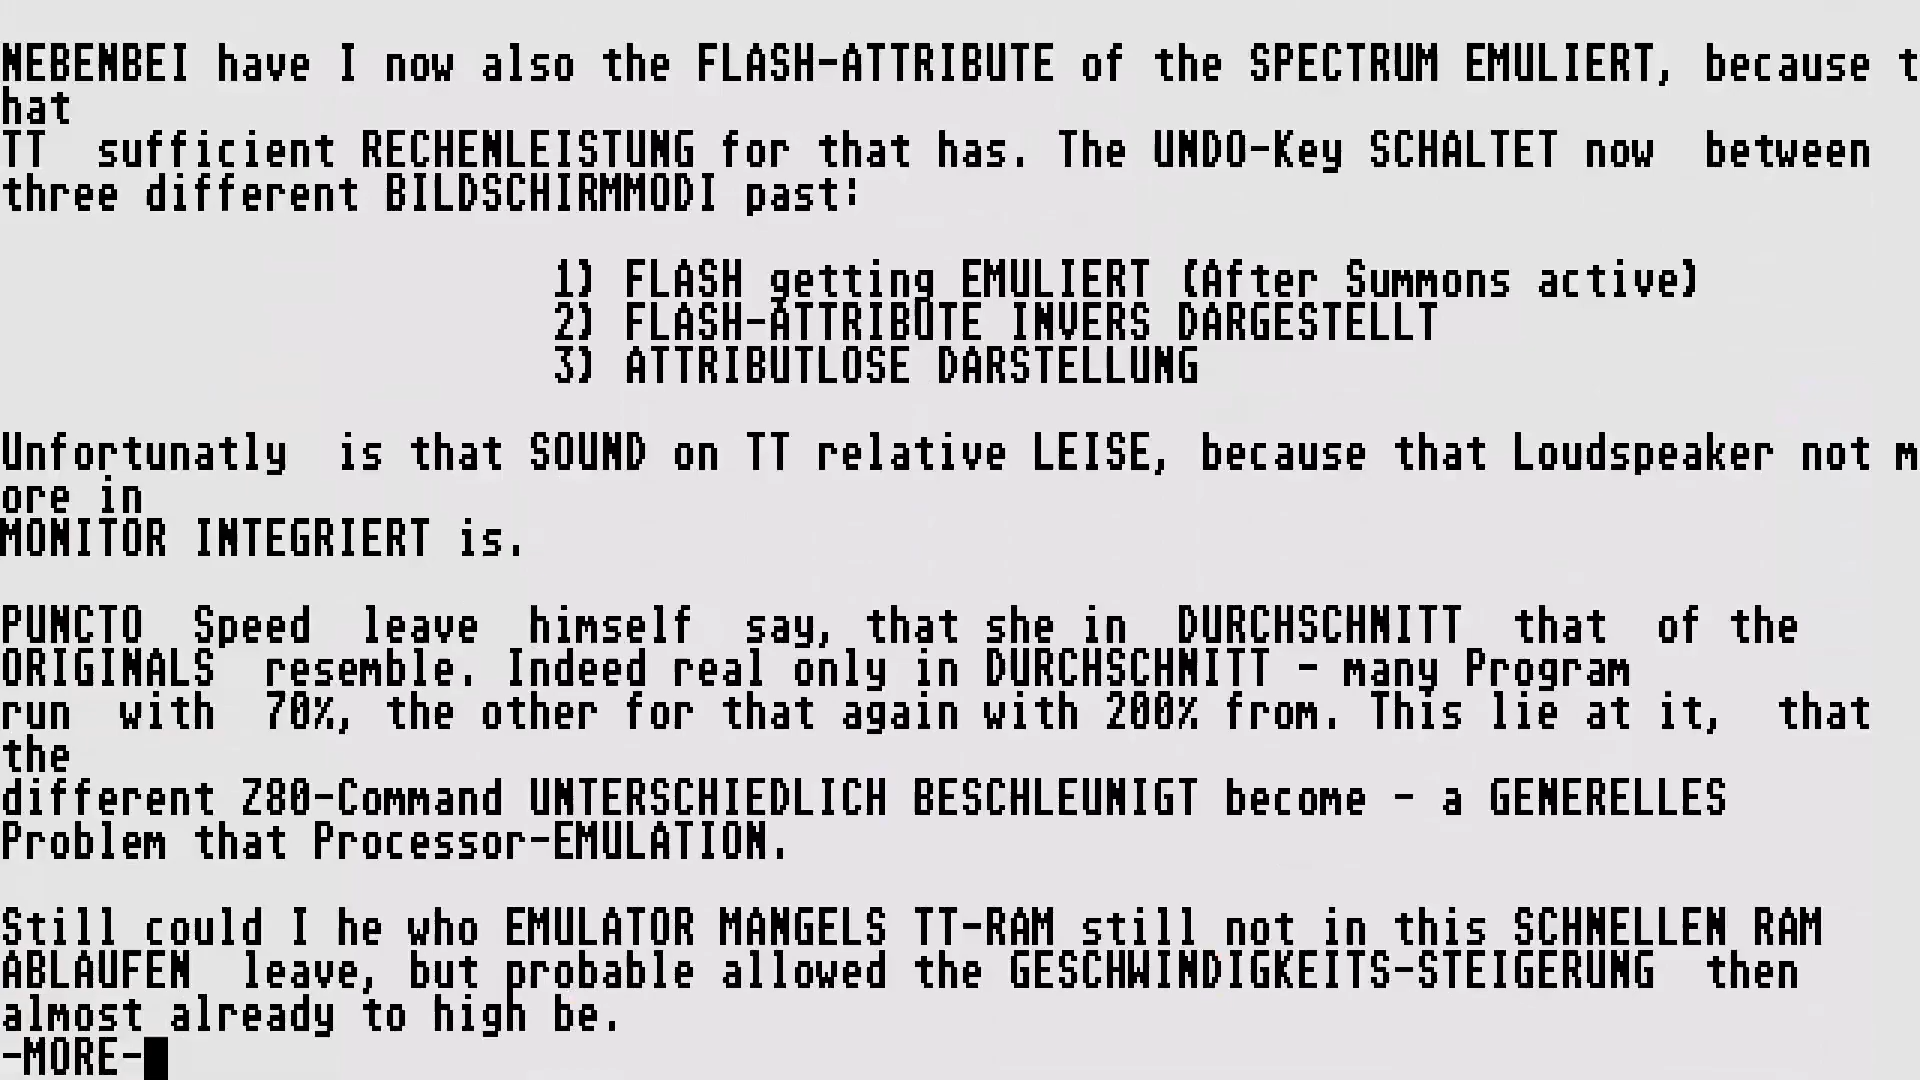 NEBENBEI have I now also the FLASH-ATTRIBUTE of the SPECTRUM EMULIERT, because t
hat
TT  sufficient RECHENLEISTUNG for that has. The UNDO-Key SCHALTET now  between
three different BILDSCHIRMMODI past:
1) FLASH getting EMULIERT (After Summons active)
2) FLASH-ATTRIBUTE INVERS DARGESTELLT
3) ATTRIBUTLOSE DARSTELLUNG
Unfortunatly  is that SOUND on TT relative LEISE, because that Loudspeaker not m
ore in
MONITOR INTEGRIERT is.
PUNCTO  Speed  leave  himself  say, that she in  DURCHSCHNITT  that  of the
ORIGINALS  resemble. Indeed real only in DURCHSCHNITT - many Program
run  with  70%, the other for that again with 200% from. This lie at it,  that
the
different Z80-Command UNTERSCHIEDLICH BESCHLEUNIGT become - a GENERELLES
Problem that Processor-EMULATION.
Still could I he who EMULATOR MANGELS TT-RAM still not in this SCHNELLEN RAM
ABLAUFEN  leave, but probable allowed the GESCHWINDIGKEITS-STEIGERUNG  then
almost already to high be.
-MORE-